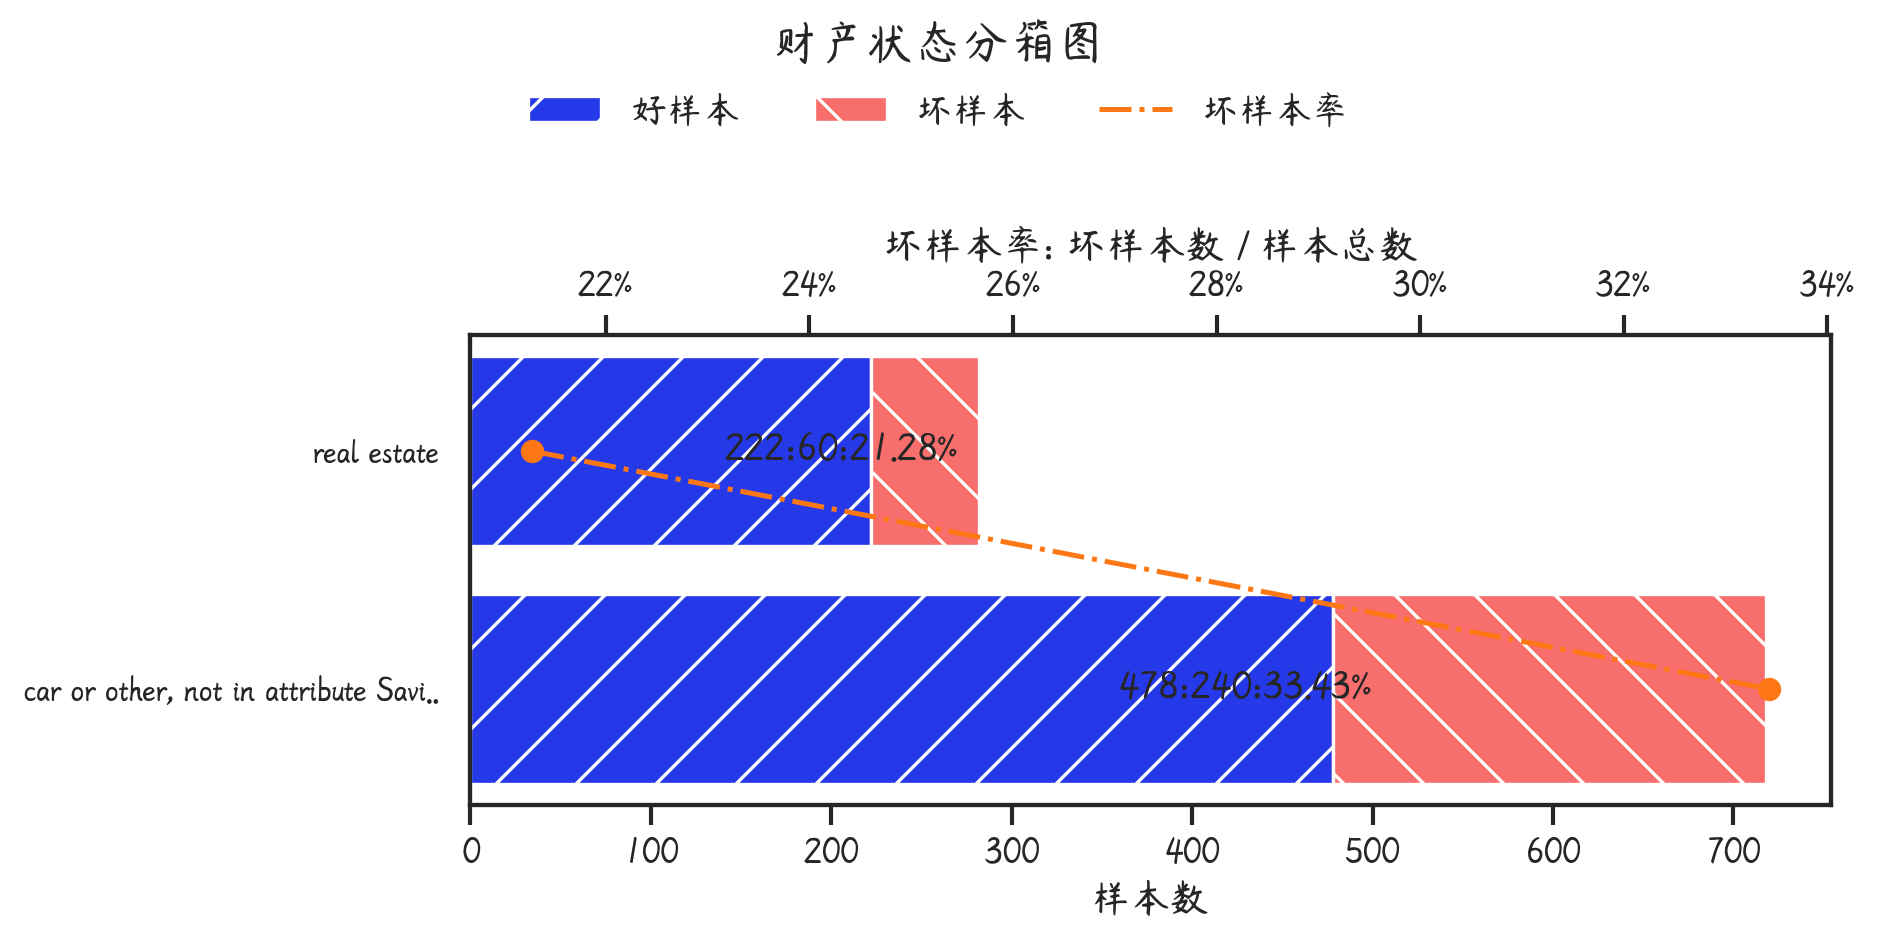 财产状态分箱图
好样本 坏样本 坏样本率
坏样本率: 坏样本数 / 样本总数
22% 24% 26% 28% 30% 32% 34%
real estate
222:60:21.28%
car or other, not in attribute Savi..
478:240:33.43%
0 100 200 300 400 500 600 700
样本数